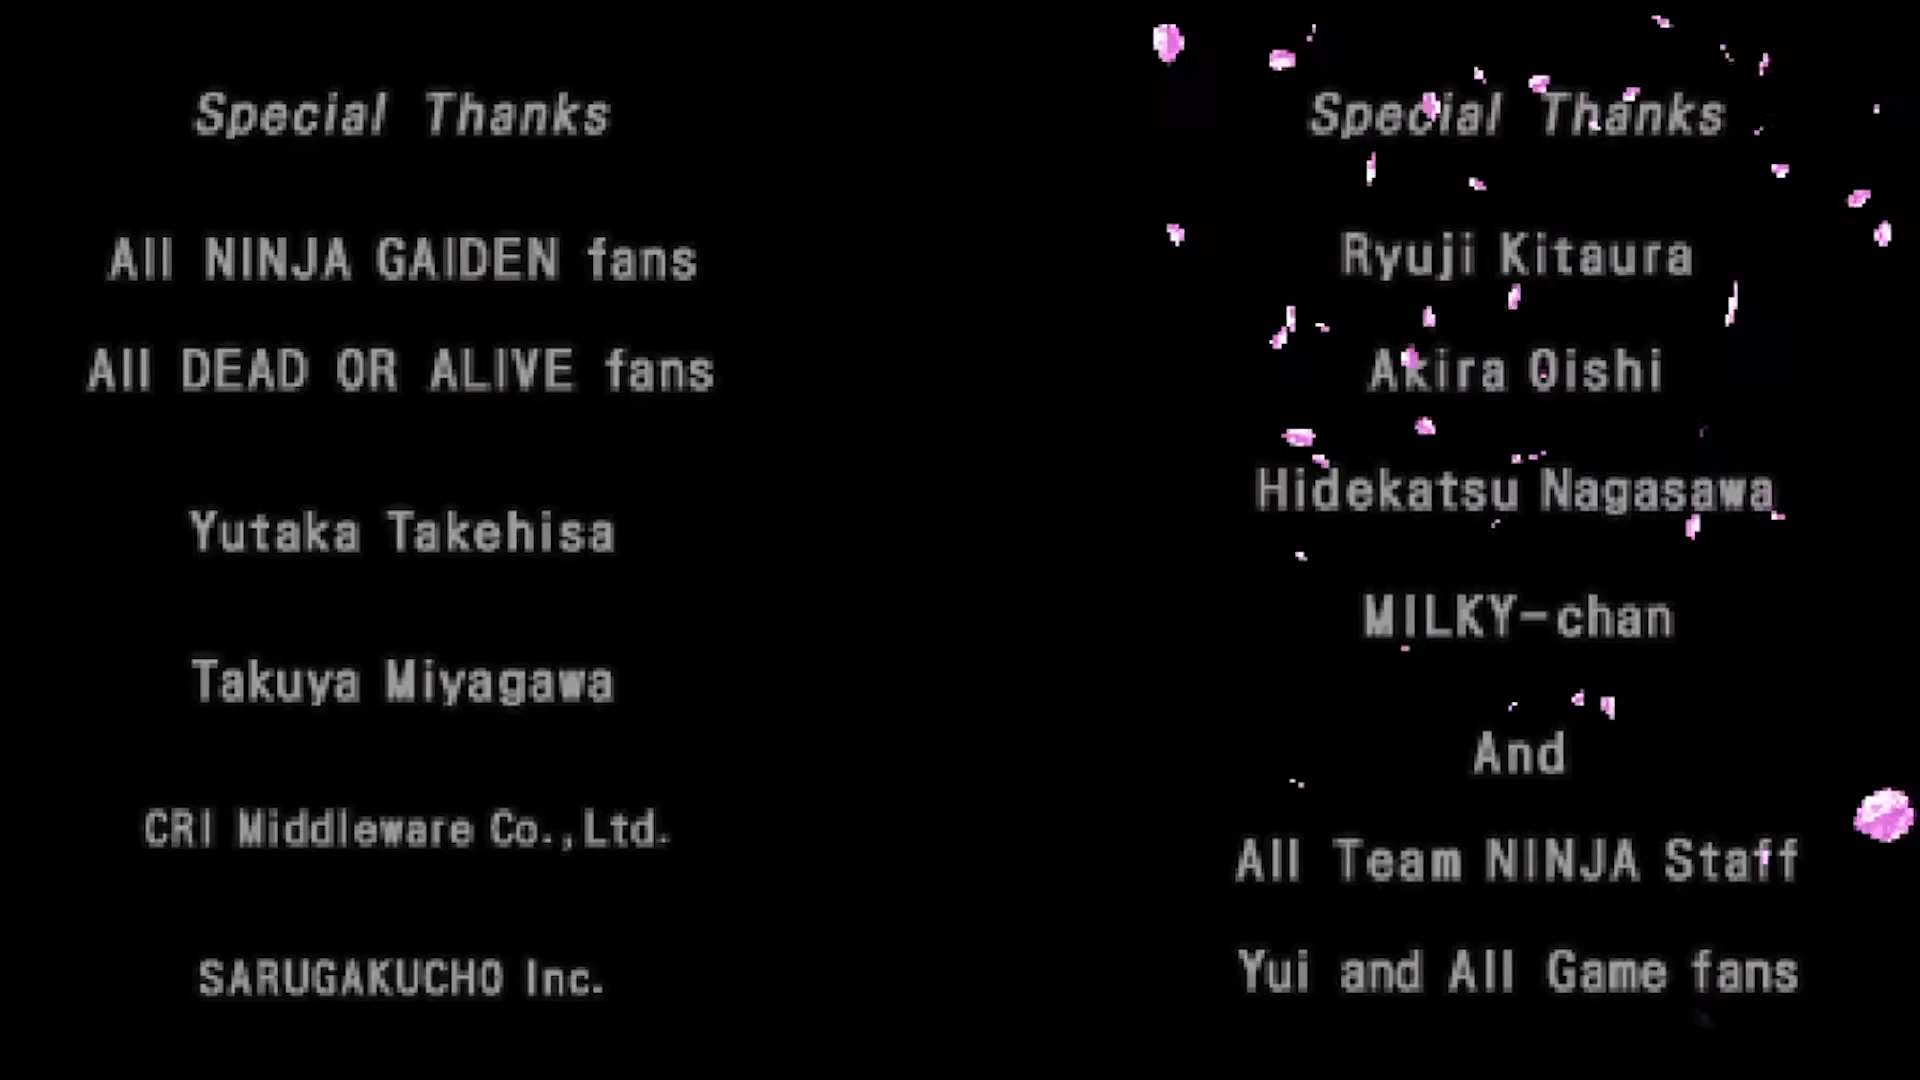 Special Thanks
All NINJA GAIDEN fans
All DEAD OR ALIVE fans
Yutaka Takehisa
Takuya Miyagawa
CRI Middleware Co.,Ltd.
SARUGAKUCHO Inc.
Special Thanks
Ryuji Kitaura
Akira Oishi
Hidekatsu Nagasawa
MILKY-chan
And
All Team NINJA Staff
Yui and All Game fans